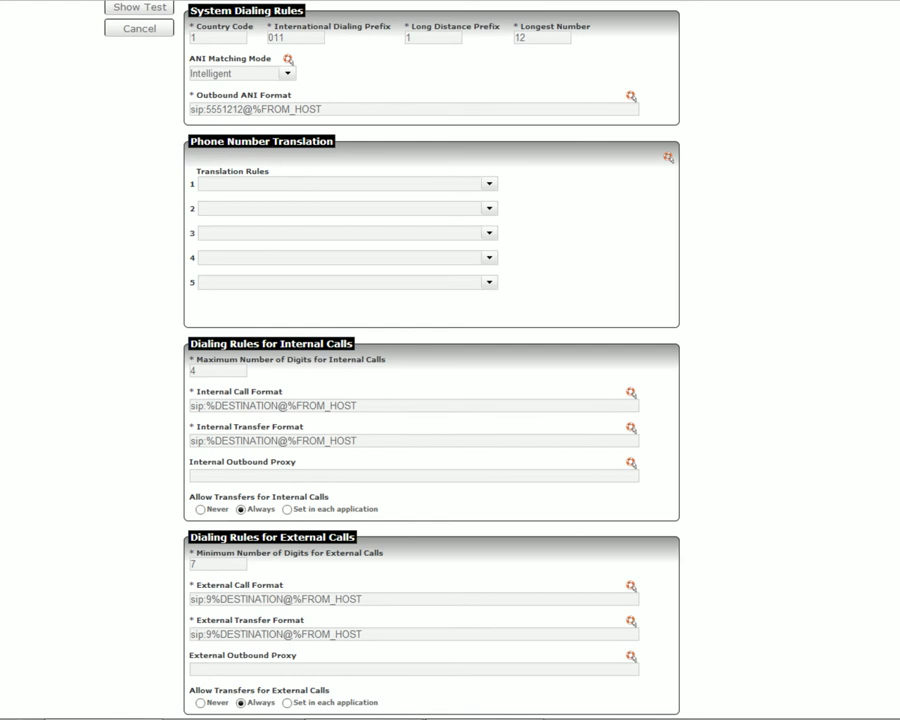 Show Test
Cancel
System Dialing Rules
* Country Code * International Dialing Prefix * Long Distance Prefix * Longest Number
1 011 1 12
ANI Matching Mode
Intelligent
* Outbound ANI Format
sip:5551212@%FROM_HOST
Phone Number Translation
Translation Rules
1
2
3
4
5
Dialing Rules for Internal Calls
* Maximum Number of Digits for Internal Calls
4
* Internal Call Format
sip:%DESTINATION@%FROM_HOST
* Internal Transfer Format
sip:%DESTINATION@%FROM_HOST
Internal Outbound Proxy
Allow Transfers for Internal Calls
Never Always Set in each application
Dialing Rules for External Calls
* Minimum Number of Digits for External Calls
7
* External Call Format
sip:9%DESTINATION@%FROM_HOST
* External Transfer Format
sip:9%DESTINATION@%FROM_HOST
External Outbound Proxy
Allow Transfers for External Calls
Never Always Set in each application